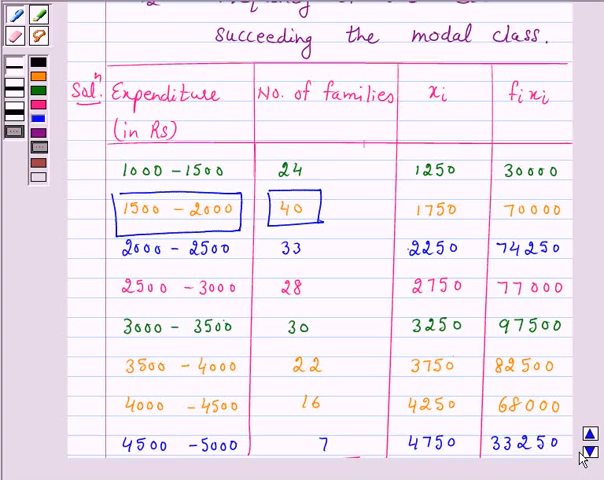 succeeding the modal class.
Solⁿ. Expenditure (in Rs) No. of families xi fixi
1000 - 1500 24 1250 30000
1500 - 2000 40 1750 70000
2000 - 2500 33 2250 74250
2500 - 3000 28 2750 77000
3000 - 3500 30 3250 97500
3500 - 4000 22 3750 82500
4000 - 4500 16 4250 68000
4500 - 5000 7 4750 33250